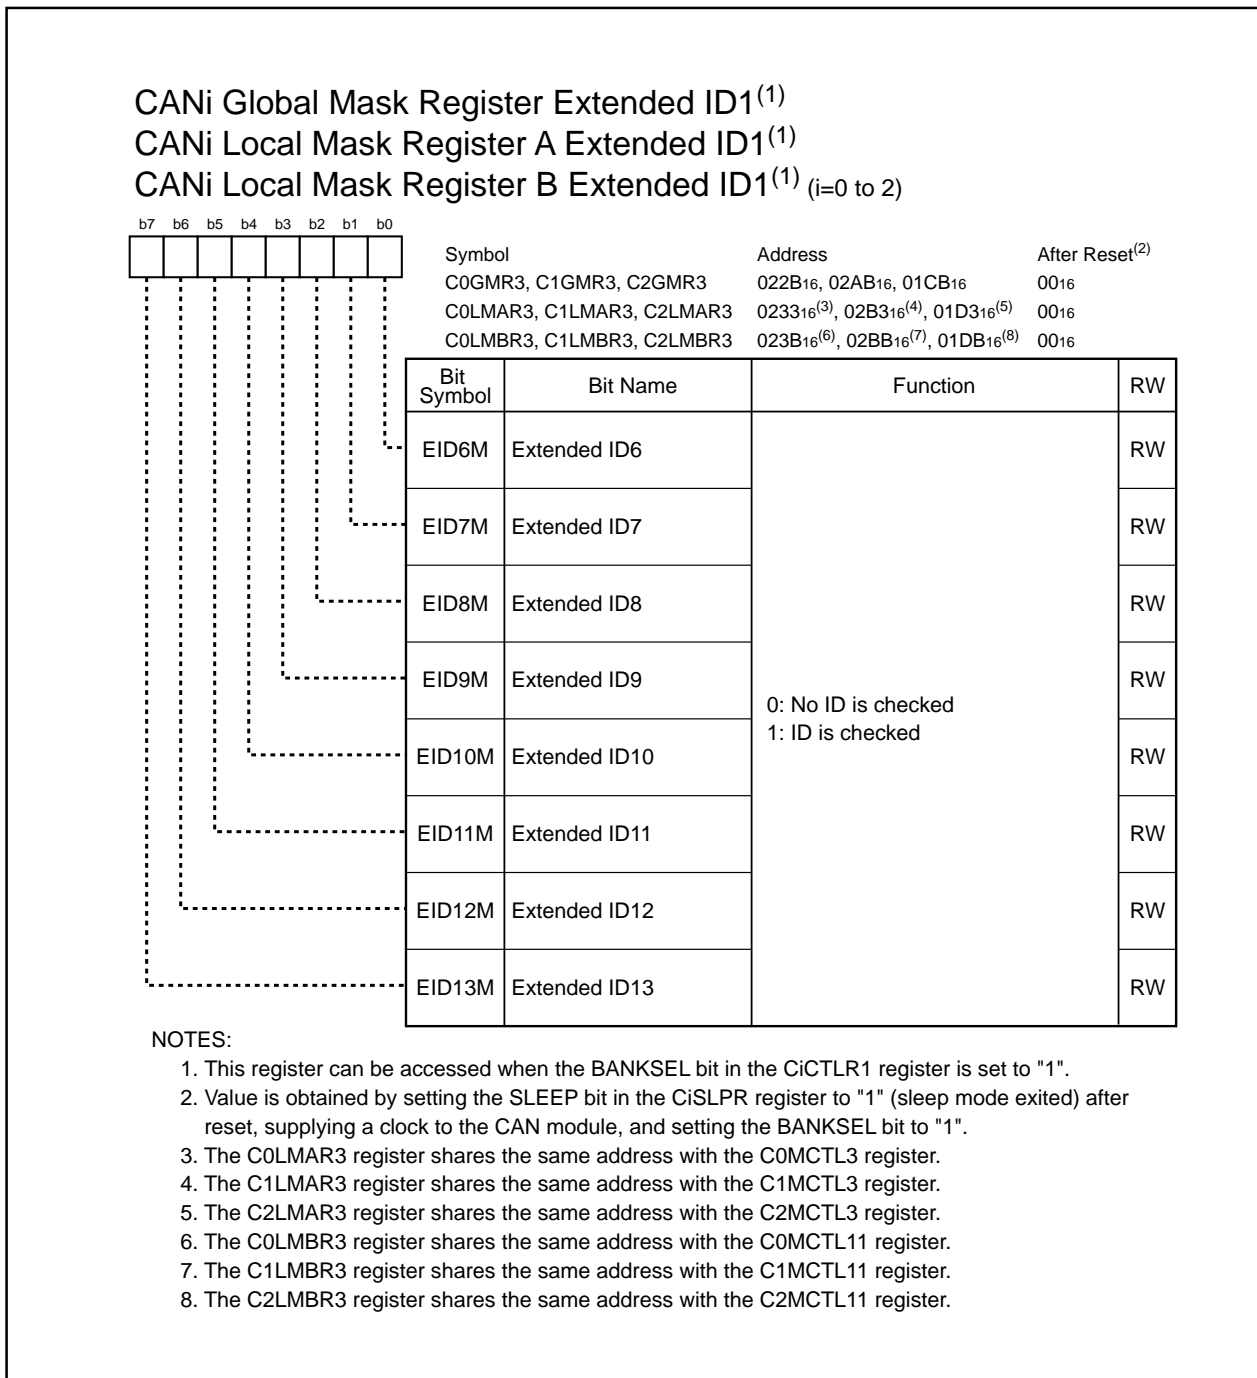 CANi Global Mask Register Extended ID1(1)
CANi Local Mask Register A Extended ID1(1)
CANi Local Mask Register B Extended ID1(1) (i=0 to 2)
b7 b6 b5 b4 b3 b2 b1 b0
Symbol Address After Reset(2)
C0GMR3, C1GMR3, C2GMR3 022B16, 02AB16, 01CB16 0016
C0LMAR3, C1LMAR3, C2LMAR3 023316(3), 02B316(4), 01D316(5) 0016
C0LMBR3, C1LMBR3, C2LMBR3 023B16(6), 02BB16(7), 01DB16(8) 0016
Bit Symbol Bit Name Function RW
EID6M Extended ID6 RW
EID7M Extended ID7 RW
EID8M Extended ID8 RW
EID9M Extended ID9 RW
0: No ID is checked
1: ID is checked
EID10M Extended ID10 RW
EID11M Extended ID11 RW
EID12M Extended ID12 RW
EID13M Extended ID13 RW
NOTES:
1. This register can be accessed when the BANKSEL bit in the CiCTLR1 register is set to "1".
2. Value is obtained by setting the SLEEP bit in the CiSLPR register to "1" (sleep mode exited) after
reset, supplying a clock to the CAN module, and setting the BANKSEL bit to "1".
3. The C0LMAR3 register shares the same address with the C0MCTL3 register.
4. The C1LMAR3 register shares the same address with the C1MCTL3 register.
5. The C2LMAR3 register shares the same address with the C2MCTL3 register.
6. The C0LMBR3 register shares the same address with the C0MCTL11 register.
7. The C1LMBR3 register shares the same address with the C1MCTL11 register.
8. The C2LMBR3 register shares the same address with the C2MCTL11 register.